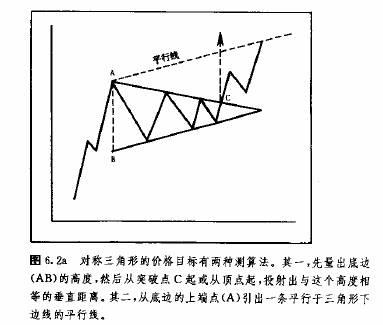 平行线
A
C
B
图6.2a 对称三角形的价格目标有两种测算法。其一,先量出底边
(AB)的高度,然后从突破点C起或从顶点起,投射出与这个高度相
等的垂直距离。其二,从底边的上端点(A)引出一条平行于三角形下
边线的平行线。